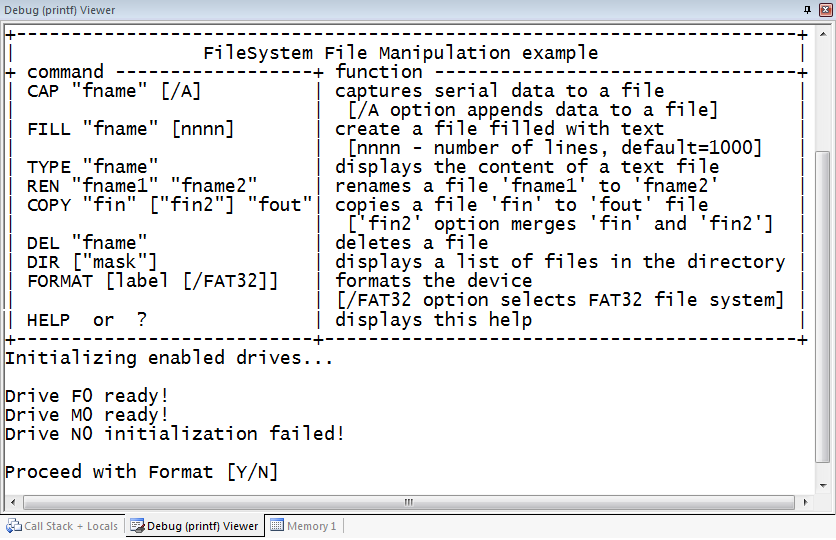 Debug (printf) Viewer
+-----------------------------------------------------------------------------------+
| FileSystem File Manipulation example |
+ command ------------------+ function ----------------------------------+
| CAP "fname" [/A] | captures serial data to a file |
| | [/A option appends data to a file] |
| FILL "fname" [nnnn] | create a file filled with text |
| | [nnnn - number of lines, default=1000] |
| TYPE "fname" | displays the content of a text file |
| REN "fname1" "fname2" | renames a file 'fname1' to 'fname2' |
| COPY "fin" ["fin2"] "fout"| copies a file 'fin' to 'fout' file |
| | ['fin2' option merges 'fin' and 'fin2'] |
| DEL "fname" | deletes a file |
| DIR ["mask"] | displays a list of files in the directory |
| FORMAT [label [/FAT32]] | formats the device |
| | [/FAT32 option selects FAT32 file system] |
| HELP or ? | displays this help |
+----------------------------+-------------------------------------------+
Initializing enabled drives...
Drive F0 ready!
Drive M0 ready!
Drive N0 initialization failed!
Proceed with Format [Y/N]
Call Stack + Locals Debug (printf) Viewer Memory 1